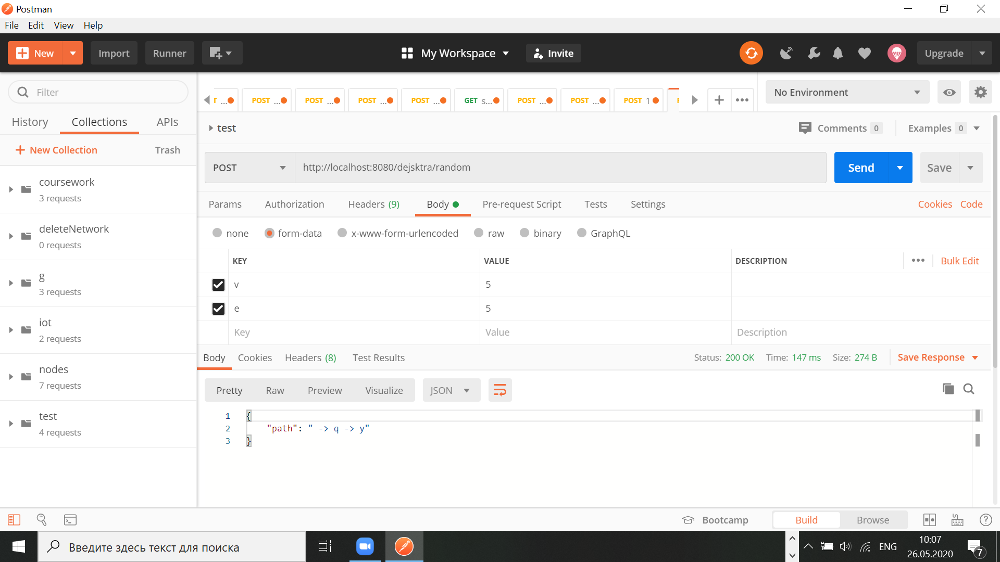 Postman
File Edit View Help
New Import Runner My Workspace Invite Upgrade
Filter
History Collections APIs
New Collection Trash
coursework
3 requests
deleteNetwork
0 requests
g
3 requests
iot
2 requests
nodes
7 requests
test
4 requests
T ... POST ... POST ... POST ... POST ... GET s... POST ... POST ... POST 1 No Environment
test Comments 0 Examples 0
POST http://localhost:8080/dejsktra/random Send Save
Params Authorization Headers (9) Body Pre-request Script Tests Settings Cookies Code
none form-data x-www-form-urlencoded raw binary GraphQL
KEY VALUE DESCRIPTION ••• Bulk Edit
v 5
e 5
Key Value Description
Body Cookies Headers (8) Test Results Status: 200 OK Time: 147 ms Size: 274 B Save Response
Pretty Raw Preview Visualize JSON
1 {
2 "path": " -> q -> y"
3 }
Bootcamp Build Browse
Введите здесь текст для поиска
ENG 10:07
26.05.2020 7